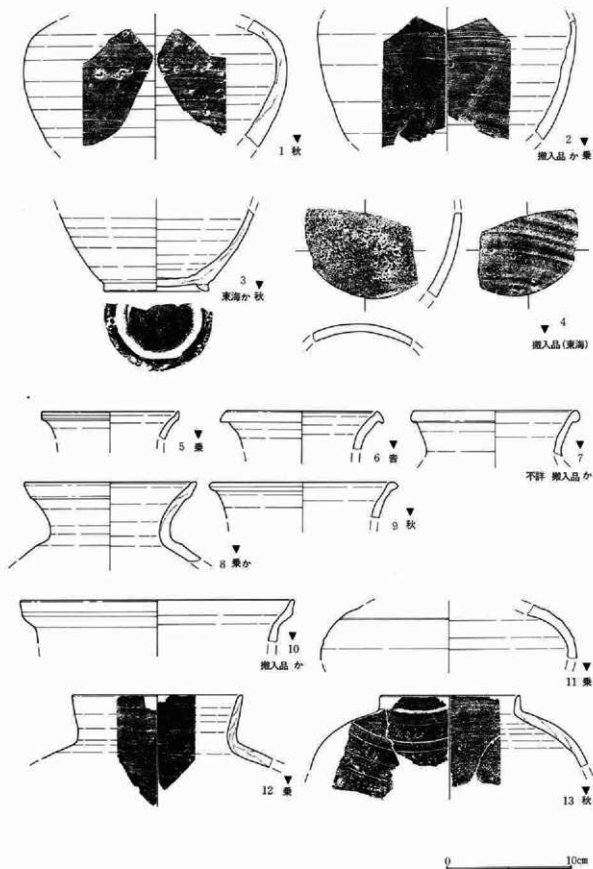 1 秋
2
搬入品か乗
3
東海か秋
4
搬入品(東海)
5 乗
6 吉
7
不詳 搬入品か
8 乗か
9 秋
10
搬入品 か
11 乗
12 乗
13 秋
0 10cm